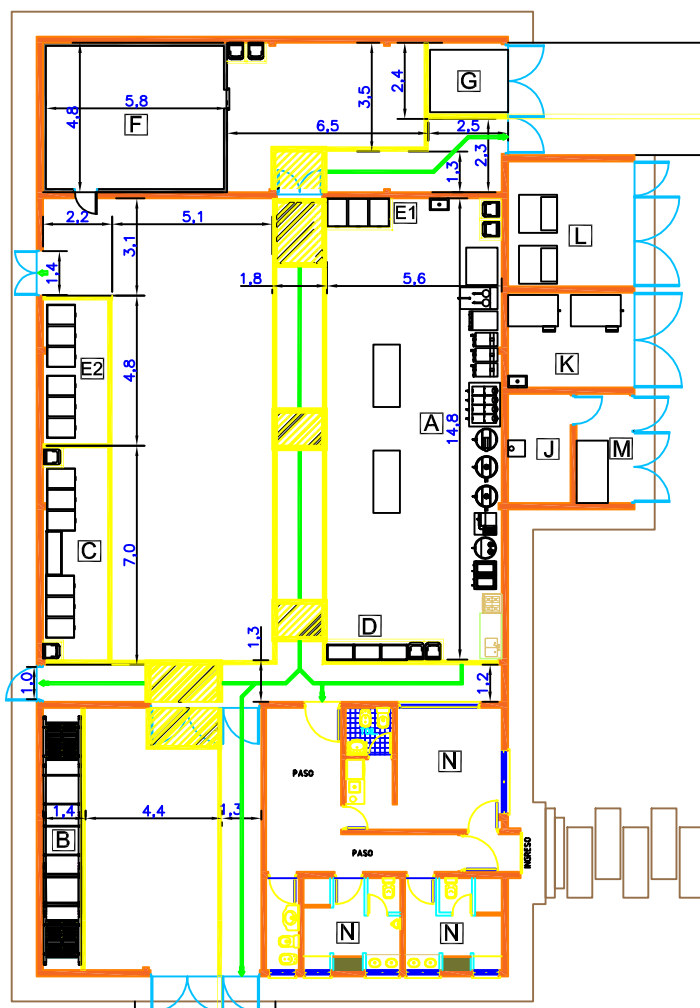 2,4
G
3,5
5,8
4,8
F
6,5
2,5
2,3
1,3
2,2
5,1
3,1
E1
L
1,4
1,8
5,6
4,8
E2
K
A
14,8
J
M
C
7,0
D
1,3
1,0
1,2
N
PASO
1,4
4,4
1,3
B
PASO
INGRESO
N
N